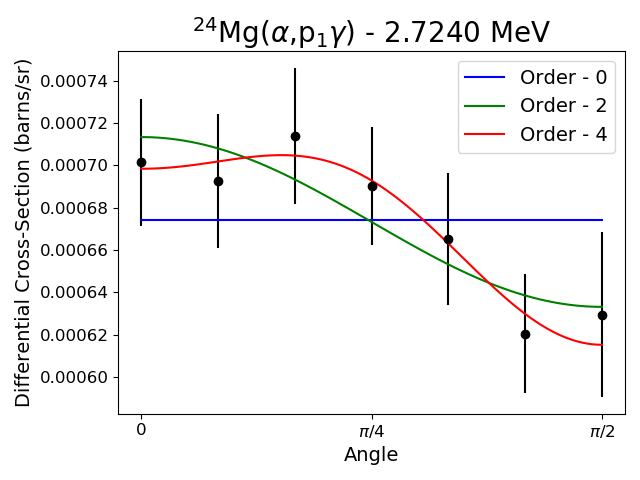 ²⁴Mg(α,p₁γ) - 2.7240 MeV
Differential Cross-Section (barns/sr)
0.00074
0.00072
0.00070
0.00068
0.00066
0.00064
0.00062
0.00060
Order - 0
Order - 2
Order - 4
0
π/4
π/2
Angle